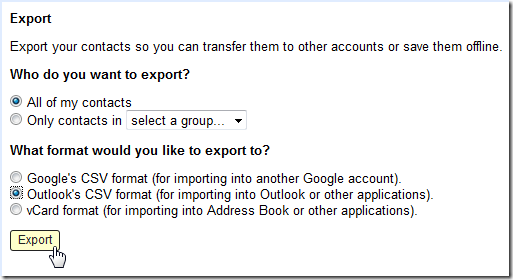 Export
Export your contacts so you can transfer them to other accounts or save them offline.
Who do you want to export?
All of my contacts
Only contacts in select a group...
What format would you like to export to?
Google's CSV format (for importing into another Google account).
Outlook's CSV format (for importing into Outlook or other applications).
vCard format (for importing into Address Book or other applications).
Export